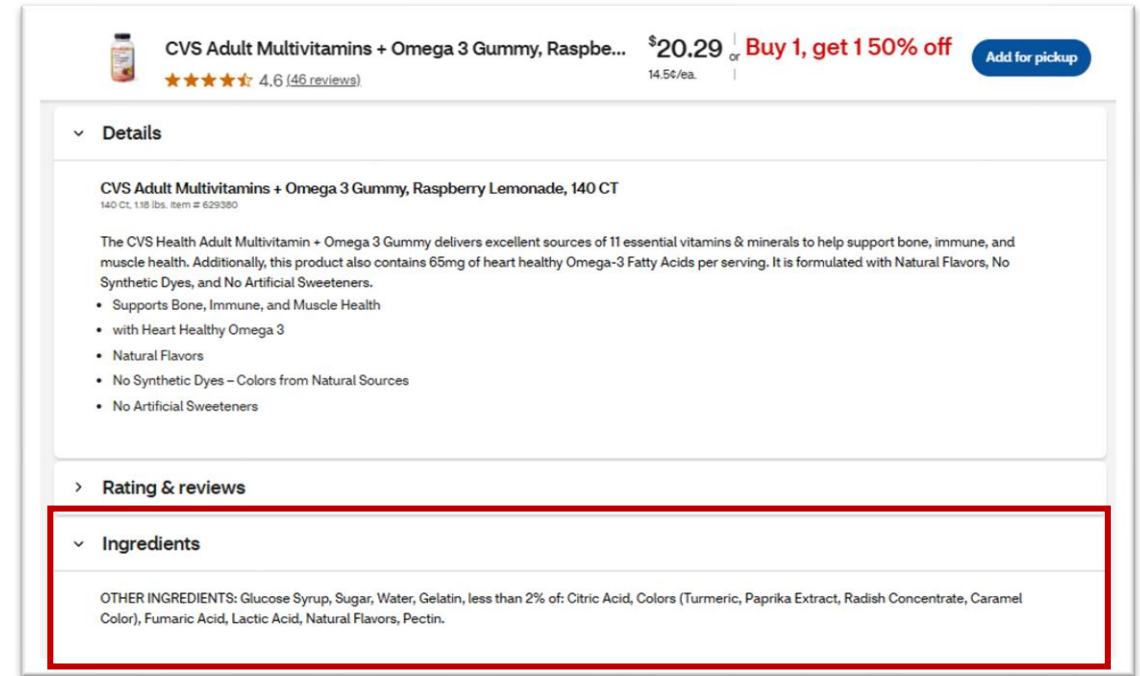 CVS Adult Multivitamins + Omega 3 Gummy, Raspbe...
$20.29 or Buy 1, get 1 50% off
Add for pickup
4.6 (46 reviews)
14.5¢/ea.
Details
CVS Adult Multivitamins + Omega 3 Gummy, Raspberry Lemonade, 140 CT
140 Ct, 1.18 lbs. Item # 629380
The CVS Health Adult Multivitamin + Omega 3 Gummy delivers excellent sources of 11 essential vitamins & minerals to help support bone, immune, and
muscle health. Additionally, this product also contains 65mg of heart healthy Omega-3 Fatty Acids per serving. It is formulated with Natural Flavors, No
Synthetic Dyes, and No Artificial Sweeteners.
• Supports Bone, Immune, and Muscle Health
• with Heart Healthy Omega 3
• Natural Flavors
• No Synthetic Dyes – Colors from Natural Sources
• No Artificial Sweeteners
Rating & reviews
Ingredients
OTHER INGREDIENTS: Glucose Syrup, Sugar, Water, Gelatin, less than 2% of: Citric Acid, Colors (Turmeric, Paprika Extract, Radish Concentrate, Caramel
Color), Fumaric Acid, Lactic Acid, Natural Flavors, Pectin.